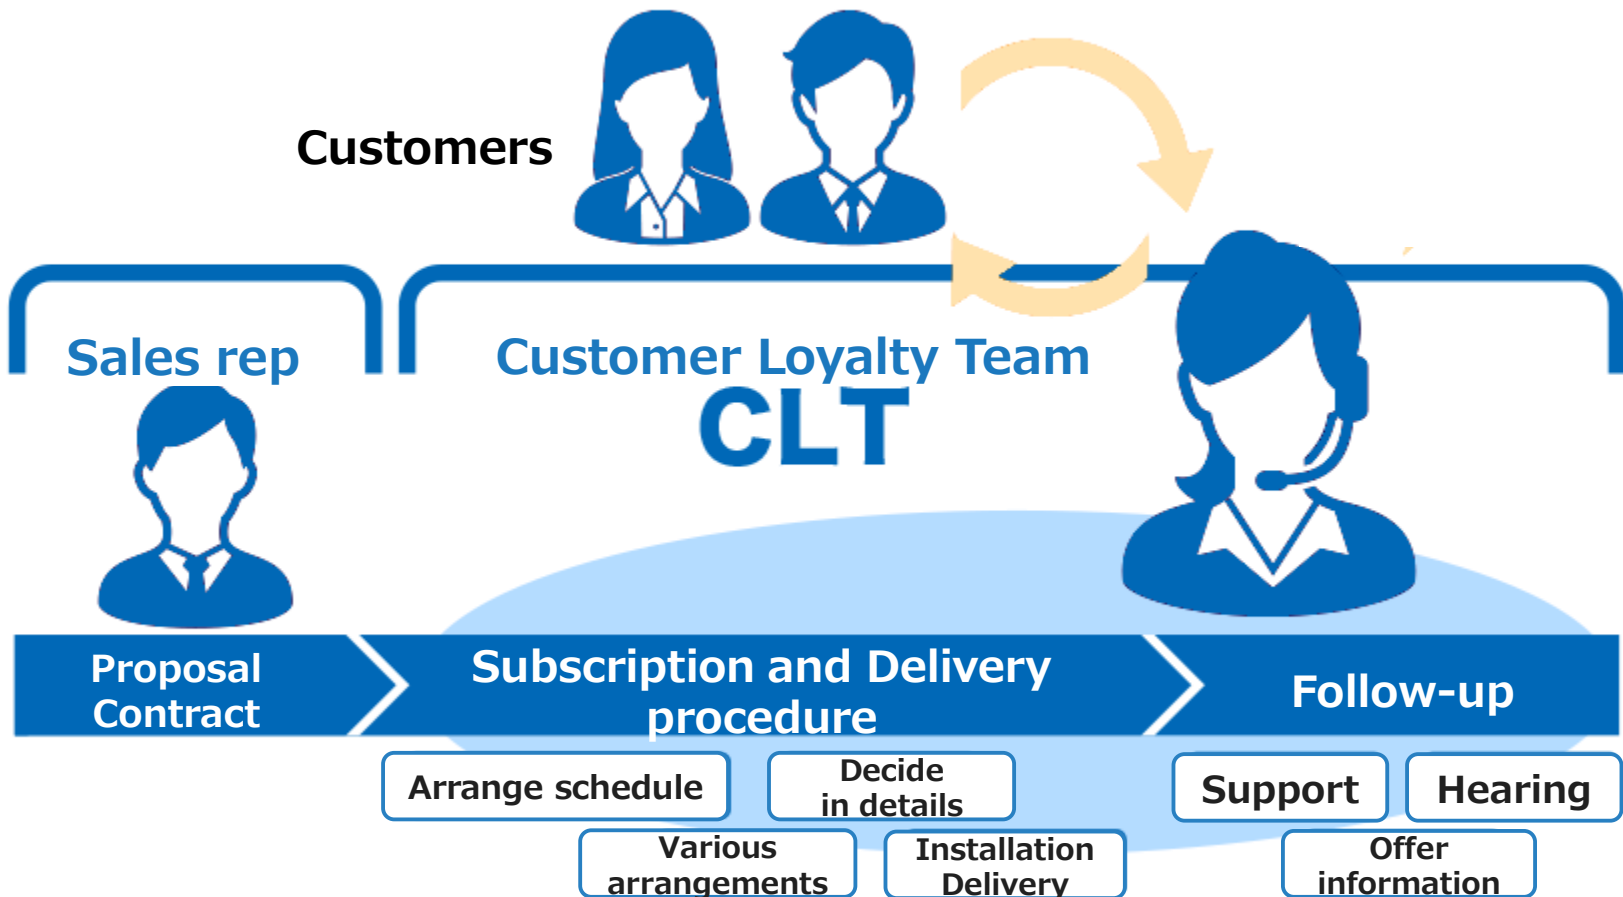 Customers
Sales rep
Customer Loyalty Team
CLT
Proposal
Contract
Subscription and Delivery
procedure
Follow-up
Arrange schedule
Decide
in details
Various
arrangements
Installation
Delivery
Support
Hearing
Offer
information